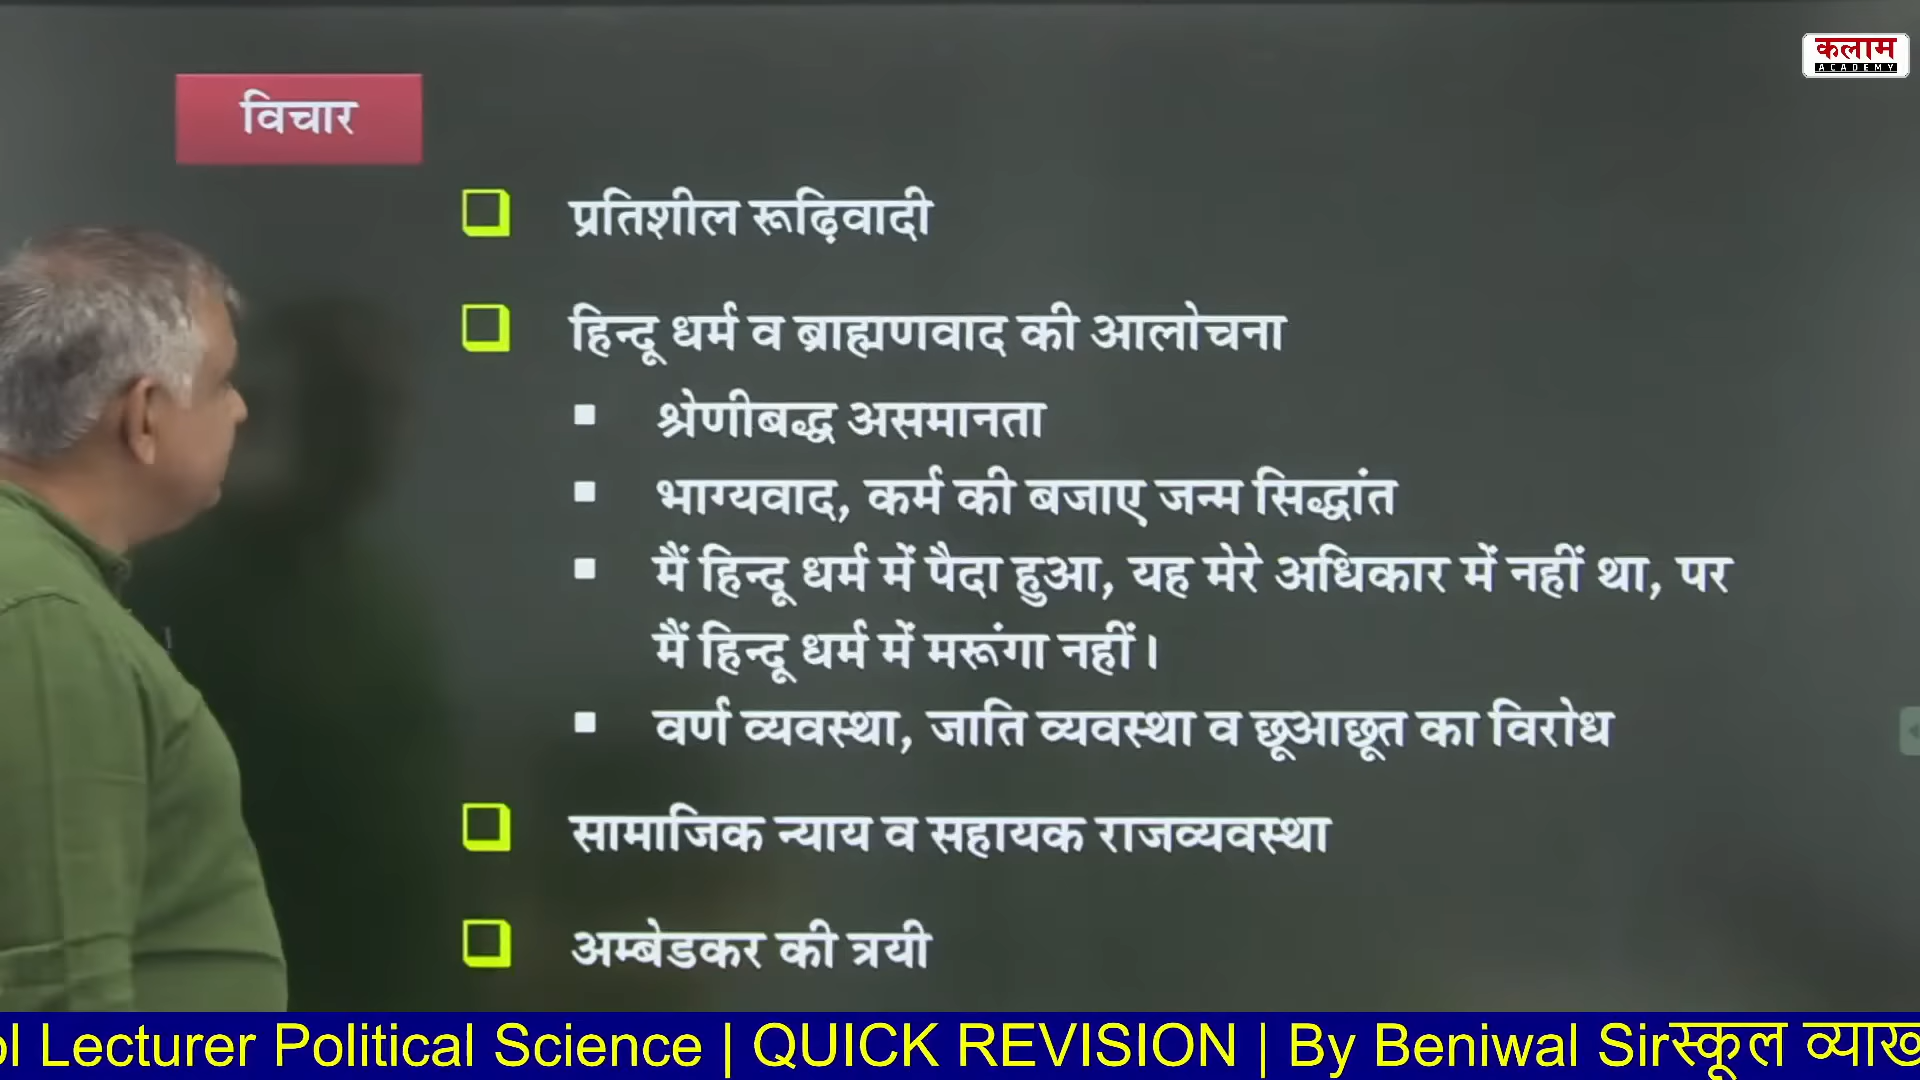 कलाम
ACADEMY
विचार
प्रतिशील रूढ़िवादी
हिन्दू धर्म व ब्राह्मणवाद की आलोचना
श्रेणीबद्ध असमानता
भाग्यवाद, कर्म की बजाए जन्म सिद्धांत
मैं हिन्दू धर्म में पैदा हुआ, यह मेरे अधिकार में नहीं था, पर
मैं हिन्दू धर्म में मरूंगा नहीं।
वर्ण व्यवस्था, जाति व्यवस्था व छूआछूत का विरोध
सामाजिक न्याय व सहायक राजव्यवस्था
अम्बेडकर की त्रयी
Lecturer Political Science | QUICK REVISION | By Beniwal Sirस्कूल